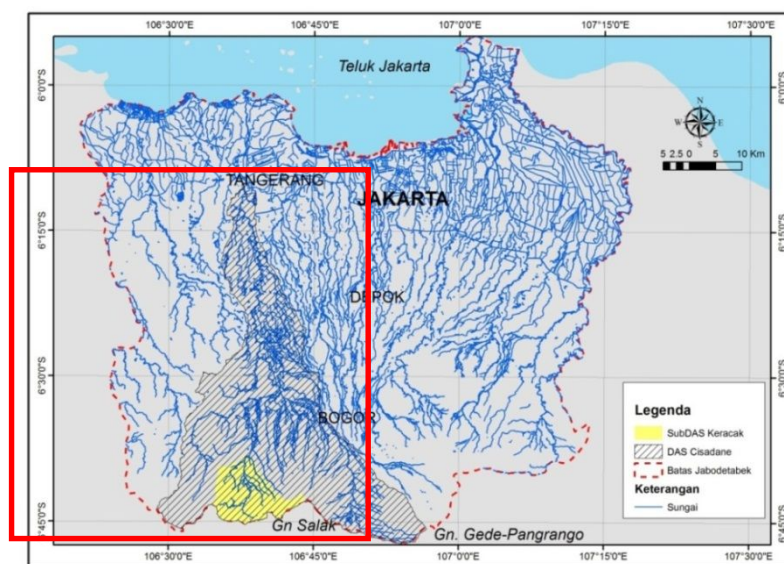 106°30'0"E 106°45'0"E 107°0'0"E 107°15'0"E 107°30'0"E
Teluk Jakarta
6°0'0"S 6°0'0"S
N
W E
S
5 2.5 0 5 10 Km
TANGERANG
JAKARTA
6°15'0"S 6°15'0"S
DEPOK
6°30'0"S 6°30'0"S
BOGOR
Legenda
SubDAS Keracak
DAS Cisadane
Batas Jabodetabek
Keterangan
Sungai
6°45'0"S 6°45'0"S
Gn Salak
Gn. Gede-Pangrango
106°30'0"E 106°45'0"E 107°0'0"E 107°15'0"E 107°30'0"E